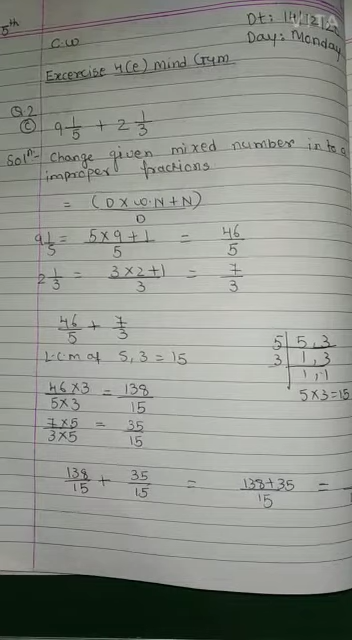 5th
Dt: 14/12/2
C.W
Day: Monday
Excercise 4(e) mind Gym
Q.2
(c) 9 1/5 + 2 1/3
Solⁿ- Change given mixed number in to
improper fractions
= (D x W.N + N)/D
9 1/5 = (5 x 9 + 1)/5 = 46/5
2 1/3 = (3 x 2 + 1)/3 = 7/3
46/5 + 7/3
L.C.M of 5, 3 = 15
5 | 5, 3
3 | 1, 3
1, 1
5 x 3 = 15
(46 x 3)/(5 x 3) = 138/15
(7 x 5)/(3 x 5) = 35/15
138/15 + 35/15 = (138+35)/15 =